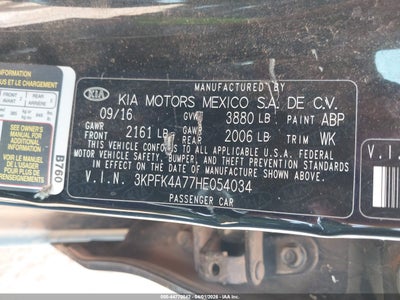 MANUFACTURED BY
KIA
KIA MOTORS MEXICO S.A. DE C.V.
09/16 GVWR 3880 LB PAINT ABP
GAWR FRONT 2161 LB GAWR REAR 2006 LB TRIM WK
THIS VEHICLE CONFORMS TO ALL APPLICABLE U.S.A. FEDERAL
MOTOR VEHICLE SAFETY, BUMPER, AND THEFT PREVENTION STANDARDS
IN EFFECT ON THE DATE OF MANUFACTURE SHOWN ABOVE.
V.I.N. 3KPFK4A77HE054034
PASSENGER CAR
INFORMATION
ET LE CHARGEMENT
SEE OWNER'S
MANUAL FOR
ADDITIONAL
INFORMATION
B760
V.I.